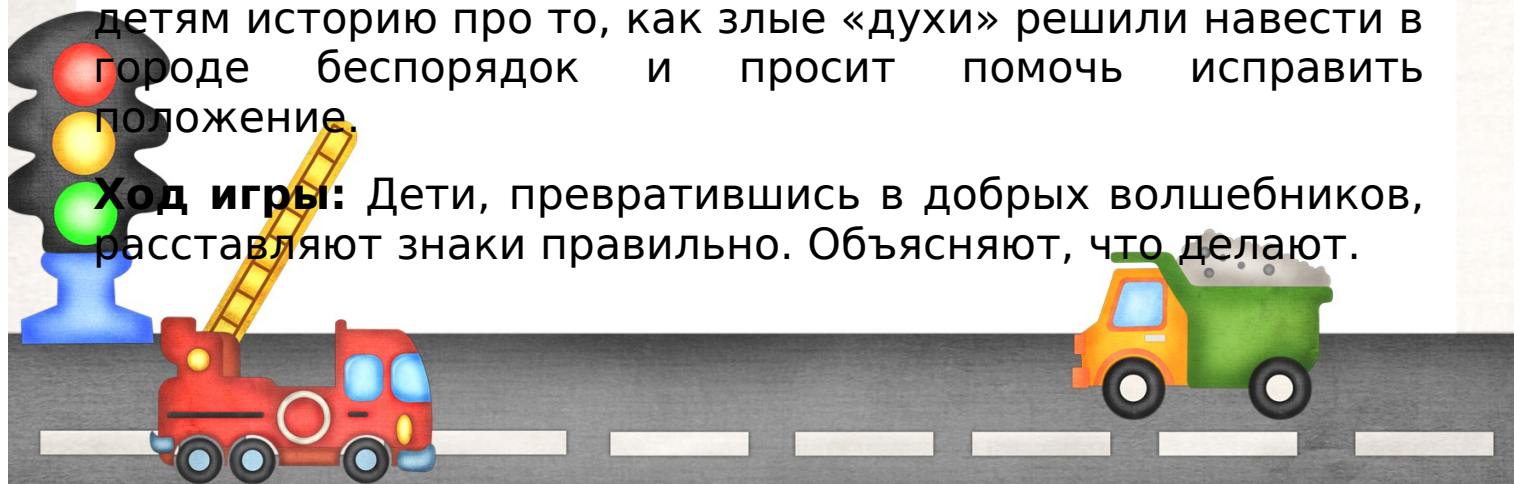 детям историю про то, как злые «духи» решили навести в
городе беспорядок и просит помочь исправить
положение.
Ход игры: Дети, превратившись в добрых волшебников,
расставляют знаки правильно. Объясняют, что делают.